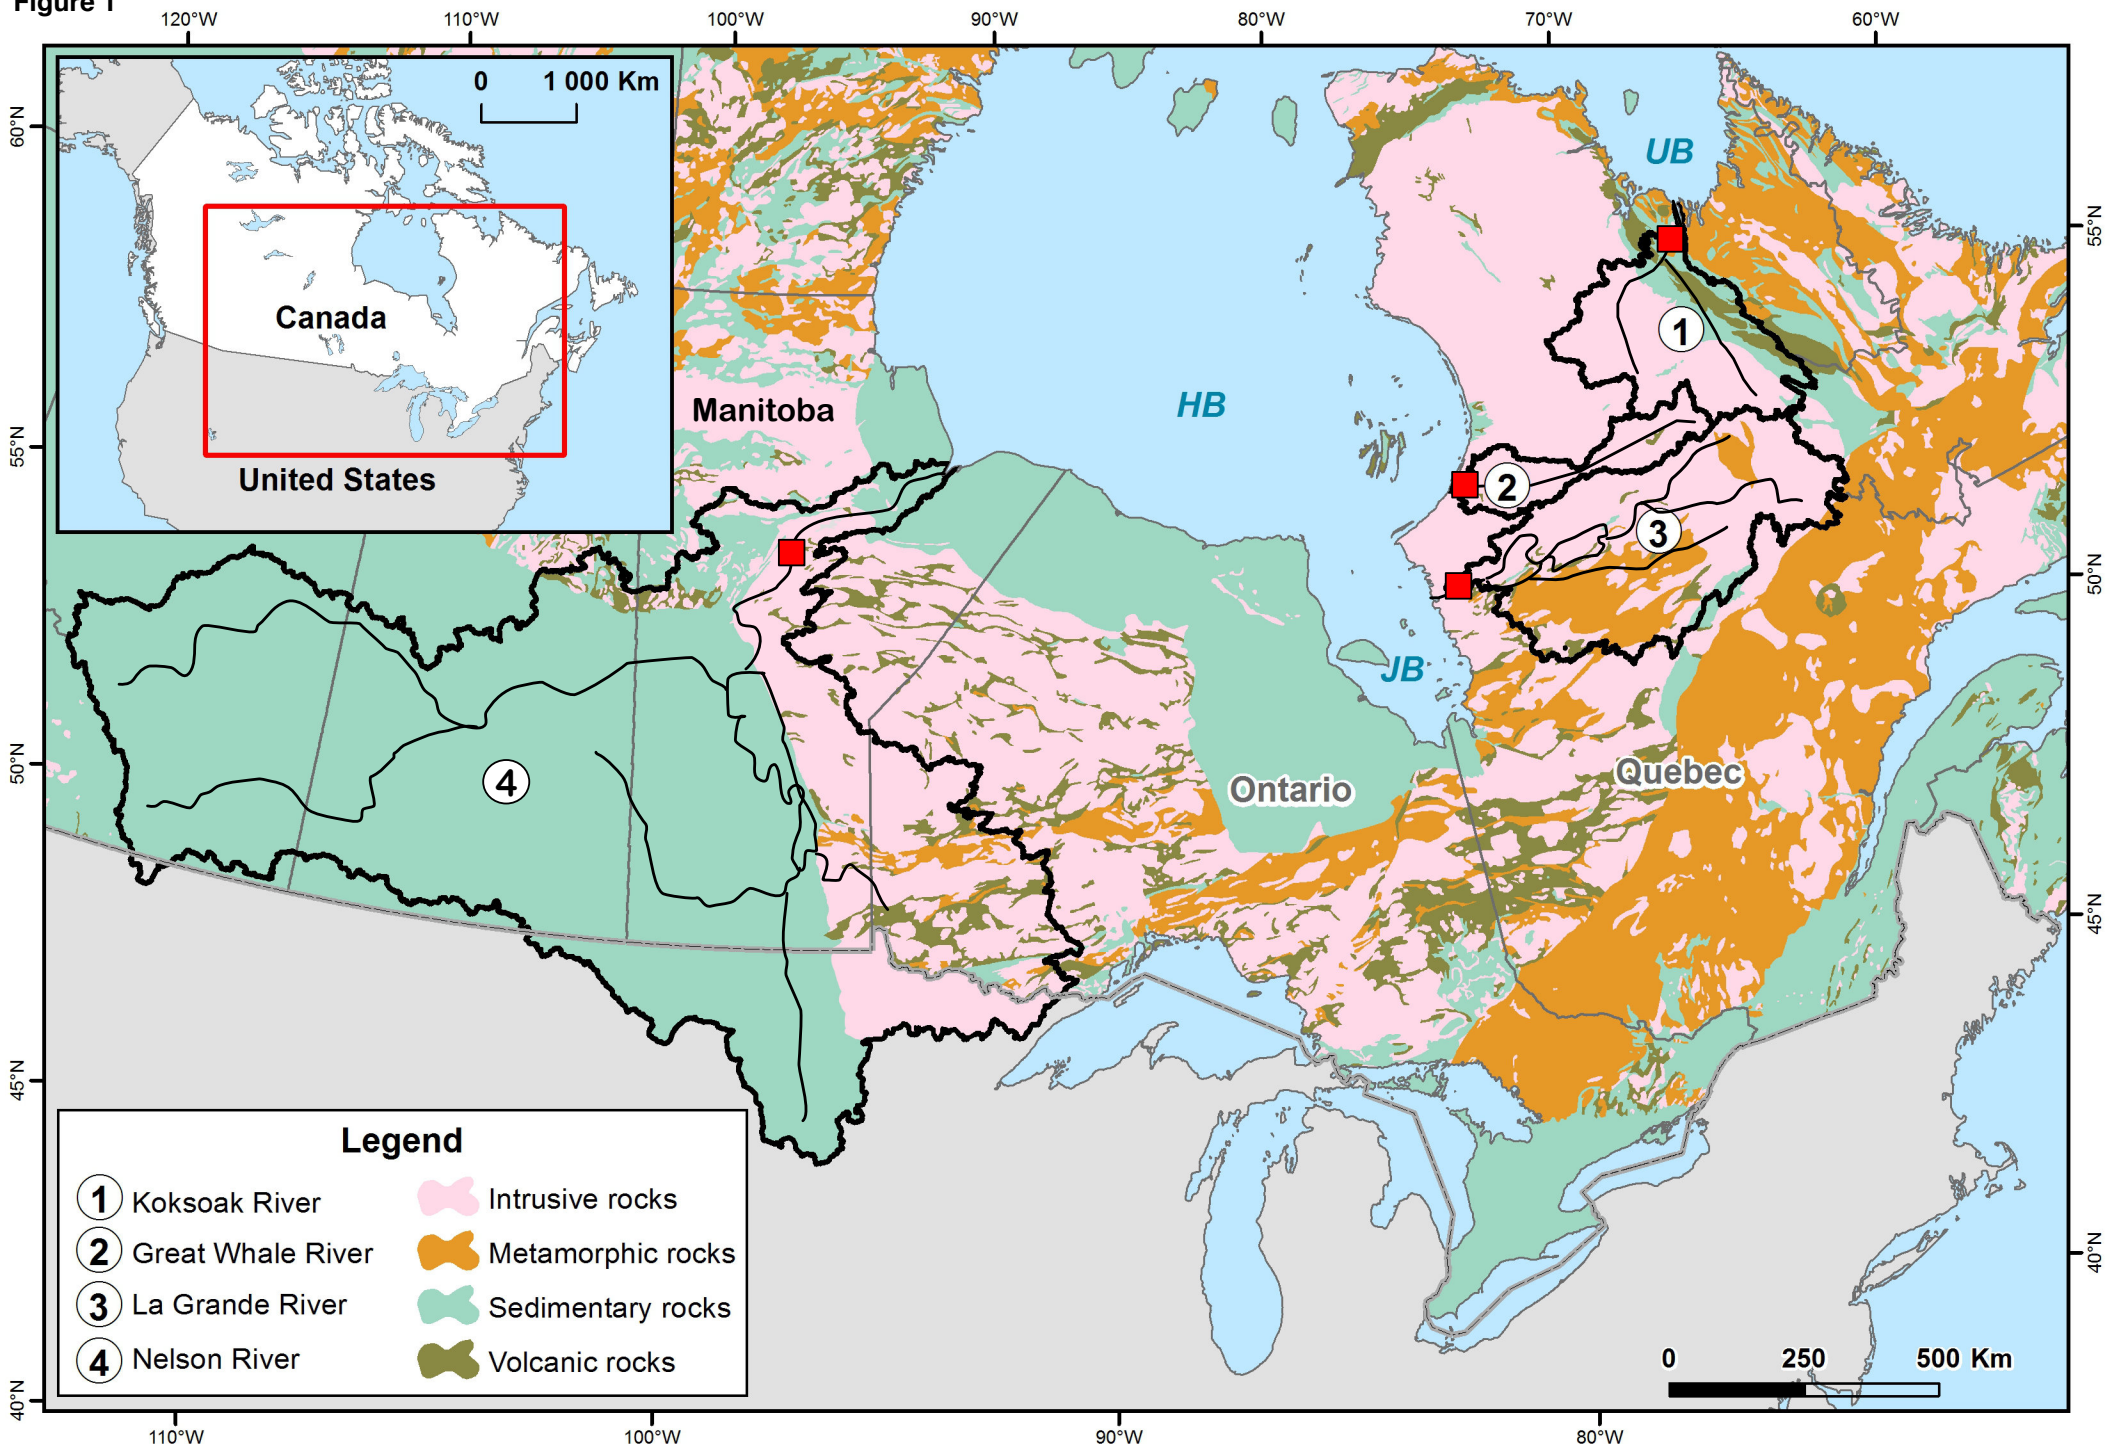 Figure 1
120°W 110°W 100°W 90°W 80°W 70°W 60°W
60°N
55°N
50°N
45°N
40°N
55°N
50°N
45°N
40°N
0 1 000 Km
Canada
United States
UB
HB
JB
Manitoba
Ontario
Quebec
1
2
3
4
Legend
1 Koksoak River
2 Great Whale River
3 La Grande River
4 Nelson River
Intrusive rocks
Metamorphic rocks
Sedimentary rocks
Volcanic rocks
0 250 500 Km
110°W 100°W 90°W 80°W